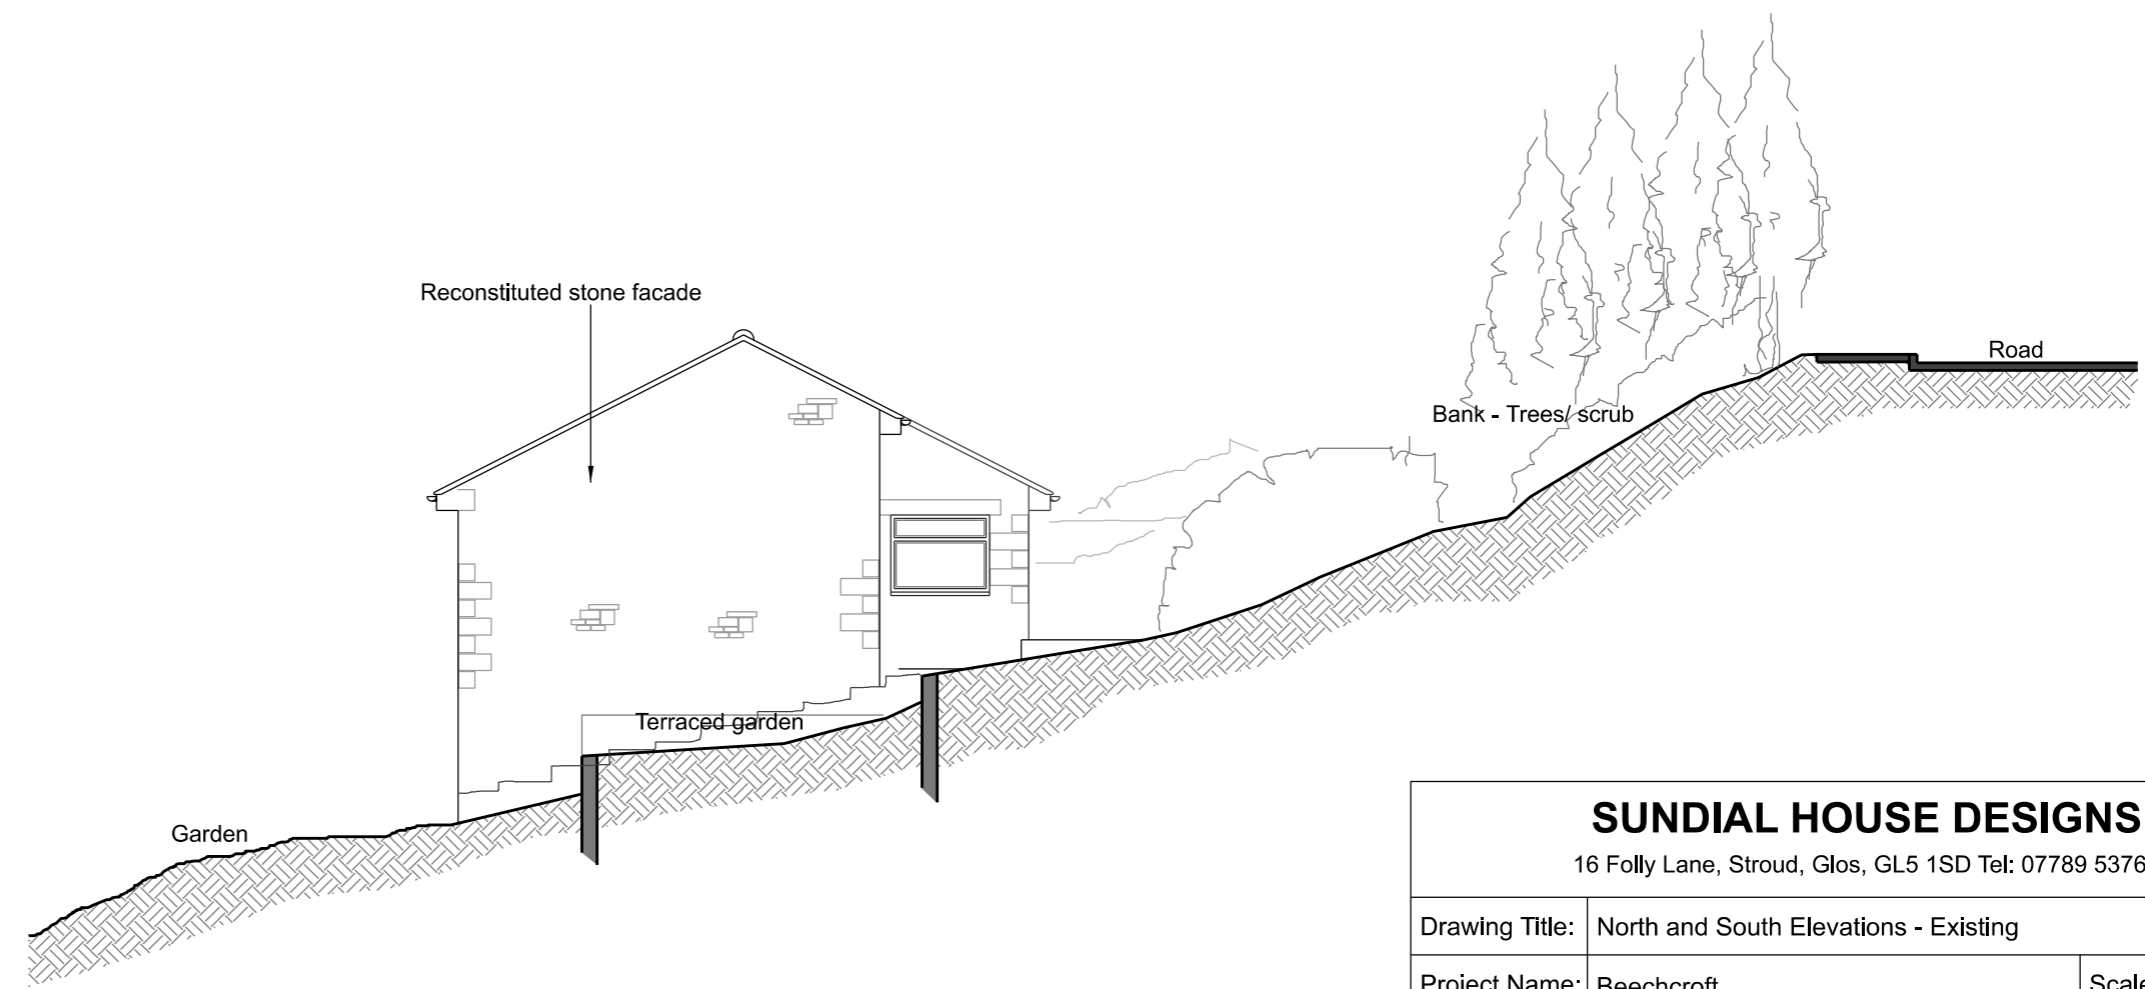 Reconstituted stone facade
Road
Bank - Trees/ scrub
Terraced garden
Garden
SUNDIAL HOUSE DESIGNS
16 Folly Lane, Stroud, Glos, GL5 1SD Tel: 07789 5376
Drawing Title: North and South Elevations - Existing
Project Name: Beechcroft Scale